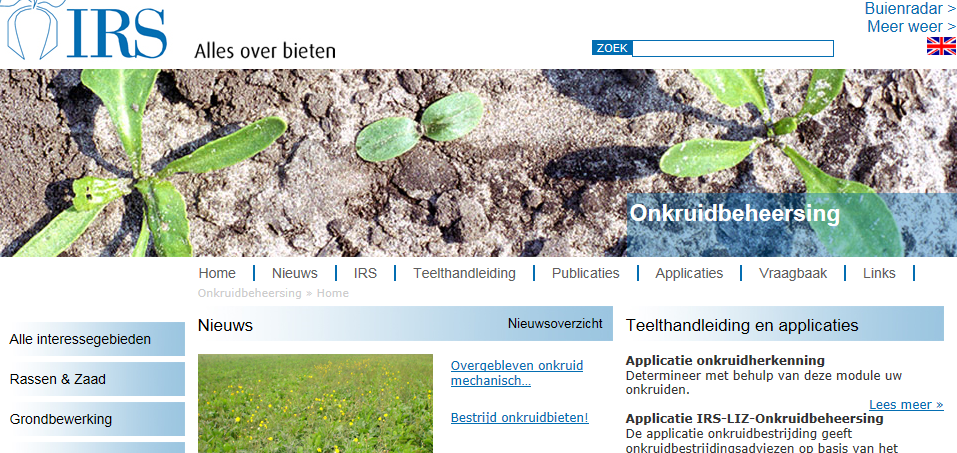 IRS
Alles over bieten
Buienradar >
Meer weer >
ZOEK
Onkruidbeheersing
Home
Nieuws
IRS
Teelthandleiding
Publicaties
Applicaties
Vraagbaak
Links
Onkruidbeheersing » Home
Alle interessegebieden
Rassen & Zaad
Grondbewerking
Nieuws
Nieuwsoverzicht
Overgebleven onkruid
mechanisch...
Bestrijd onkruidbieten!
Teelthandleiding en applicaties
Applicatie onkruidherkenning
Determineer met behulp van deze module uw
onkruiden.
Lees meer »
Applicatie IRS-LIZ-Onkruidbeheersing
De applicatie onkruidbestrijding geeft
onkruidbestrijdingsadviezen op basis van het